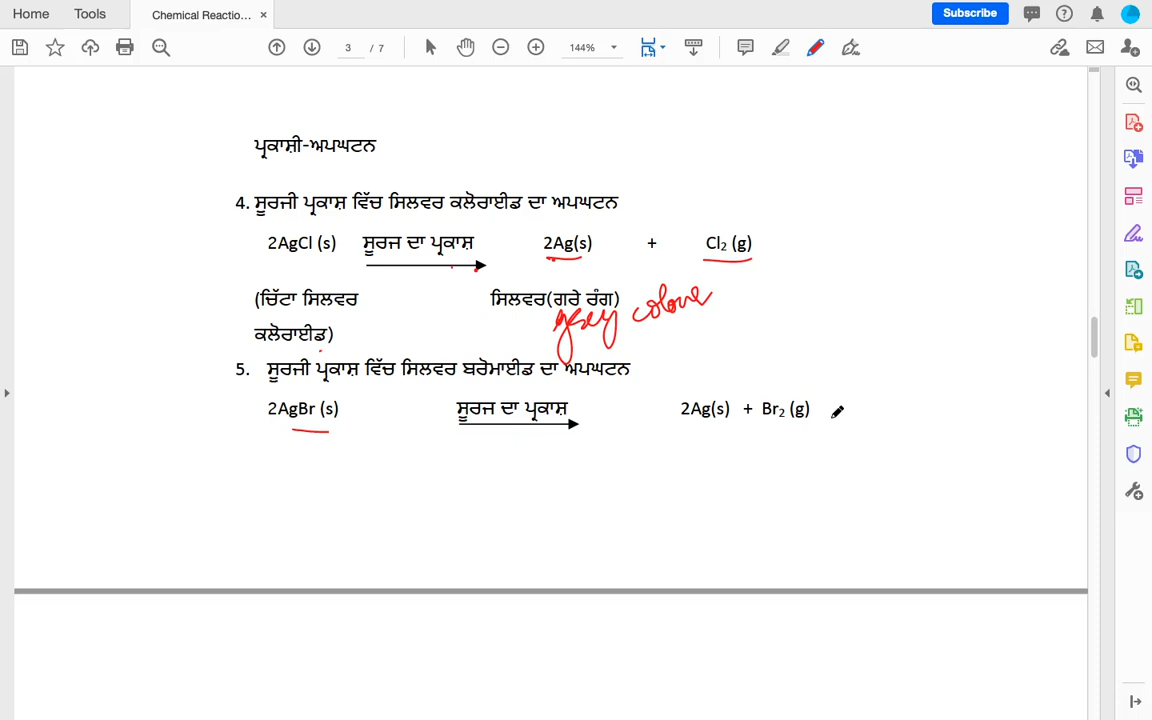 Home Tools Chemical Reactio... × Subscribe
3 / 7 144%
ਪ੍ਰਕਾਸ਼ੀ-ਅਪਘਟਨ
4. ਸੂਰਜੀ ਪ੍ਰਕਾਸ਼ ਵਿੱਚ ਸਿਲਵਰ ਕਲੋਰਾਈਡ ਦਾ ਅਪਘਟਨ
2AgCl (s) ਸੂਰਜ ਦਾ ਪ੍ਰਕਾਸ਼ 2Ag(s) + Cl₂ (g)
(ਚਿੱਟਾ ਸਿਲਵਰ ਸਿਲਵਰ(ਗਰੇ ਰੰਗ)
grey colour
ਕਲੋਰਾਈਡ)
5. ਸੂਰਜੀ ਪ੍ਰਕਾਸ਼ ਵਿੱਚ ਸਿਲਵਰ ਬਰੋਮਾਈਡ ਦਾ ਅਪਘਟਨ
2AgBr (s) ਸੂਰਜ ਦਾ ਪ੍ਰਕਾਸ਼ 2Ag(s) + Br₂ (g)